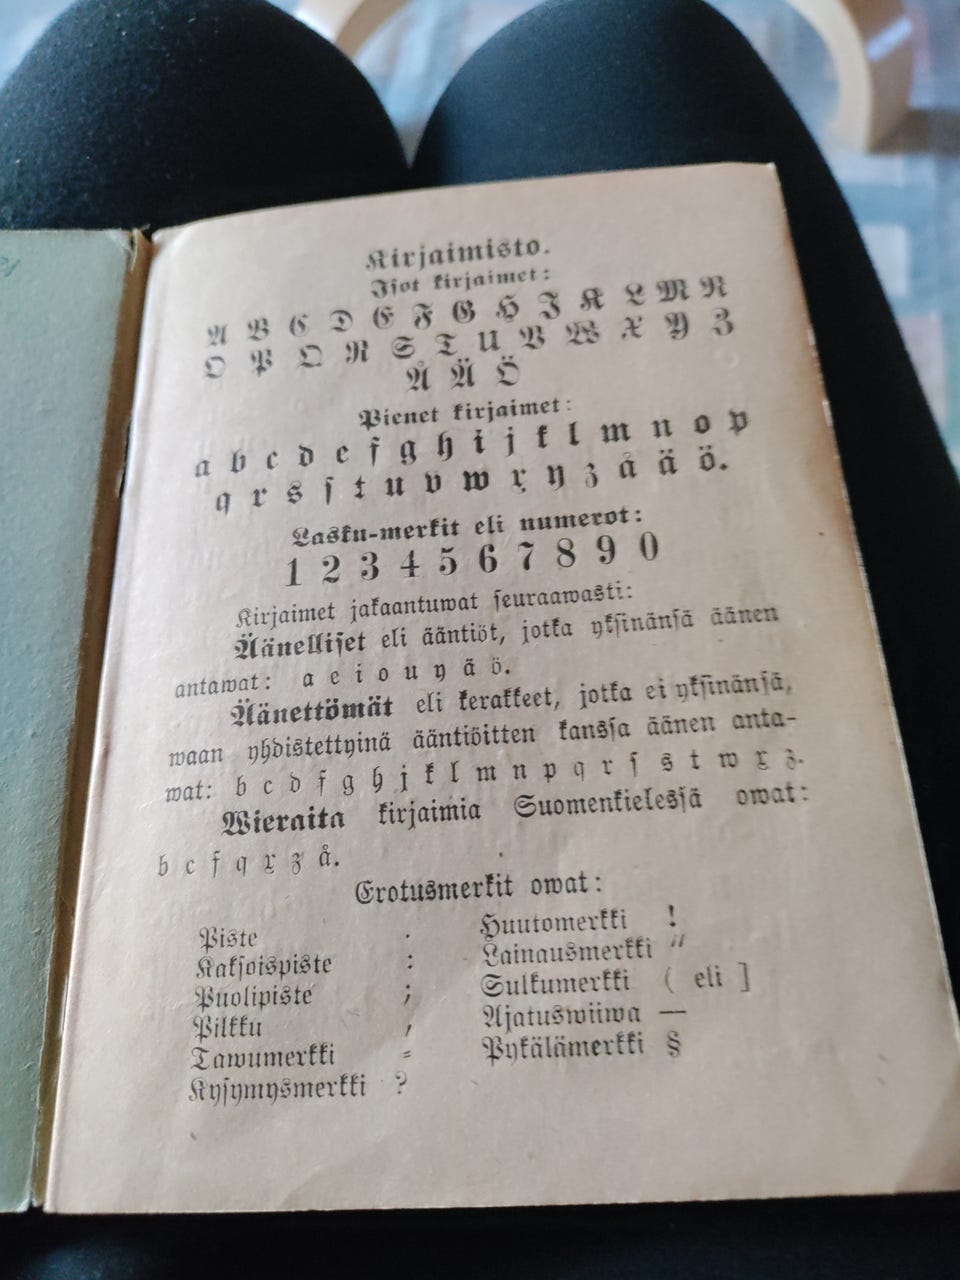 Kirjaimisto.
Isot kirjaimet:
A B C D E F G H I K L M N
O P Q R S T U V W X Y Z
Å Ä Ö
Pienet kirjaimet:
a b c d e f g h i j k l m n o p
q r s ſ t u v w x y z å ä ö.
Lasku-merkit eli numerot:
1 2 3 4 5 6 7 8 9 0
Kirjaimet jakaantuwat ſeuraawasti:
Äänelliſet eli ääntiöt, jotka ykſinänſä äänen
antawat: a e i o u y ä ö.
Äänettömät eli kerakkeet, jotka ei ykſinänſä,
waan yhdistettyinä ääntiöitten kansſa äänen anta-
wat: b c d f g h j k l m n p q r ſ s t w x z.
Wieraita kirjaimia Suomenkielesſä owat:
b c f q x z å.
Erotusmerkit owat:
Piste .
Kakſoispiste :
Puolipiste ;
Pilkku ,
Tawumerkki =
Kyſymysmerkki ?
Huutomerkki !
Lainausmerkki "
Sulkumerkki ( eli ]
Ajatuswiiwa —
Pykälämerkki §